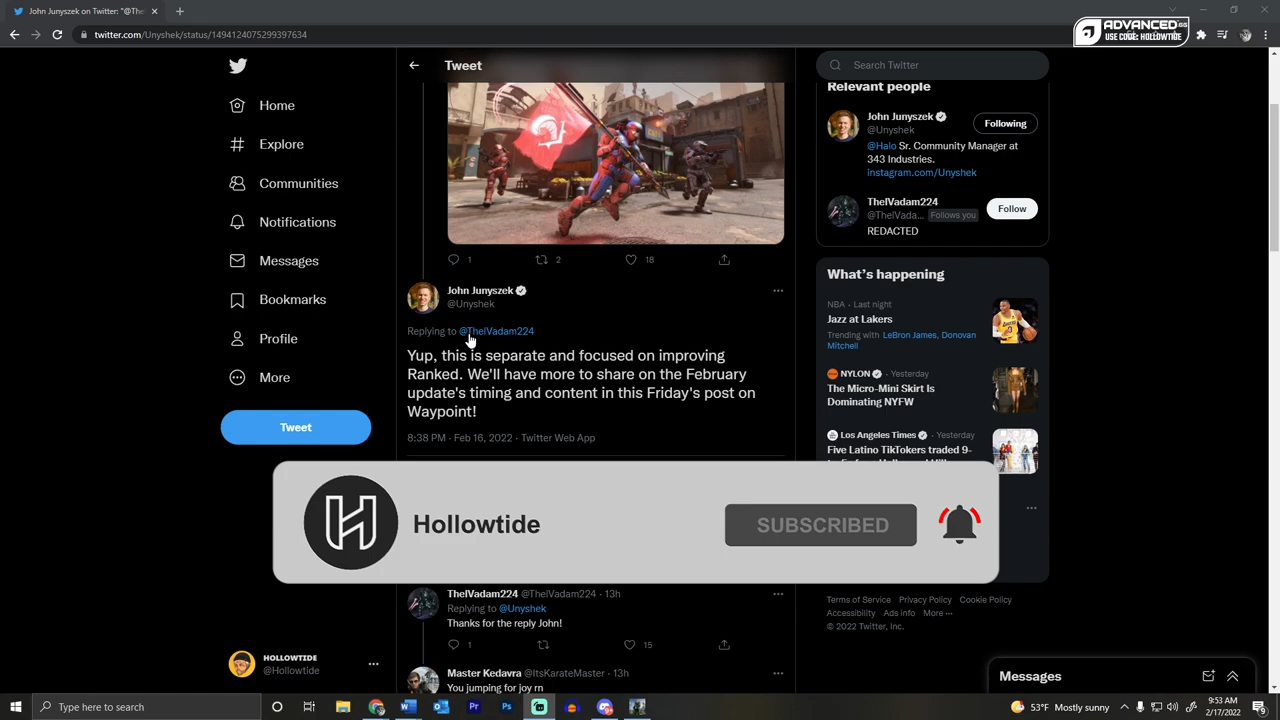 John Junyszek on Twitter: "@The
twitter.com/Unyshek/status/1494124075299397634
ADVANCED.GG
USE CODE: HOLLOWTIDE
Home
Explore
Communities
Notifications
Messages
Bookmarks
Profile
More
Tweet
HOLLOWTIDE
@Hollowtide
Tweet
1
2
18
John Junyszek
@Unyshek
Replying to @TheIVadam224
Yup, this is separate and focused on improving
Ranked. We'll have more to share on the February
update's timing and content in this Friday's post on
Waypoint!
8:38 PM · Feb 16, 2022 · Twitter Web App
Hollowtide
SUBSCRIBED
TheIVadam224 @TheIVadam224 · 13h
Replying to @Unyshek
Thanks for the reply John!
1
15
Master Kedavra @ItsKarateMaster · 13h
You jumping for joy rn
Search Twitter
Relevant people
John Junyszek
@Unyshek
Following
@Halo Sr. Community Manager at
343 Industries.
instagram.com/Unyshek
TheIVadam224
@TheIVada... Follows you
Follow
REDACTED
What's happening
NBA · Last night
Jazz at Lakers
Trending with LeBron James, Donovan
Mitchell
NYLON · Yesterday
The Micro-Mini Skirt Is
Dominating NYFW
Los Angeles Times · Yesterday
Five Latino TikTokers traded 9-
Terms of Service Privacy Policy Cookie Policy
Accessibility Ads info More ···
© 2022 Twitter, Inc.
Messages
Type here to search
53°F Mostly sunny
9:53 AM
2/17/2022